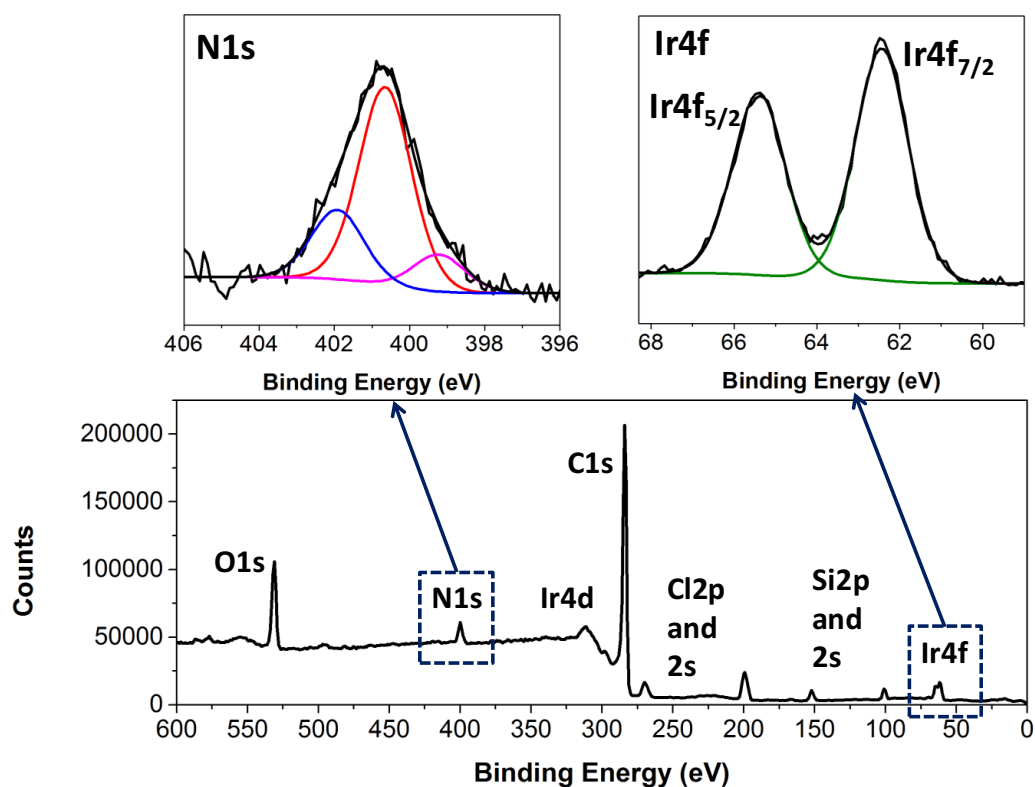 N1s
406 404 402 400 398 396
Binding Energy (eV)
Ir4f
Ir4f7/2
Ir4f5/2
68 66 64 62 60
Binding Energy (eV)
Counts
200000
150000
100000
50000
0
O1s
N1s
Ir4d
C1s
Cl2p
and
2s
Si2p
and
2s
Ir4f
600 550 500 450 400 350 300 250 200 150 100 50 0
Binding Energy (eV)